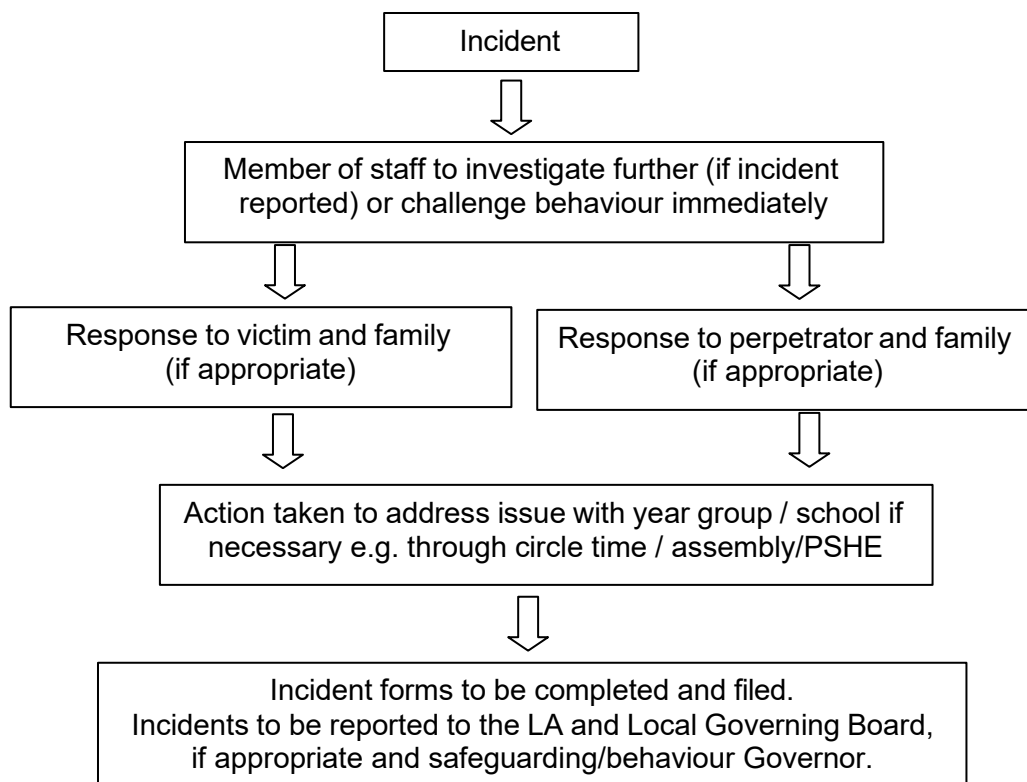 Incident
Member of staff to investigate further (if incident
reported) or challenge behaviour immediately
Response to victim and family
(if appropriate)
Response to perpetrator and family
(if appropriate)
Action taken to address issue with year group / school if
necessary e.g. through circle time / assembly/PSHE
Incident forms to be completed and filed.
Incidents to be reported to the LA and Local Governing Board,
if appropriate and safeguarding/behaviour Governor.